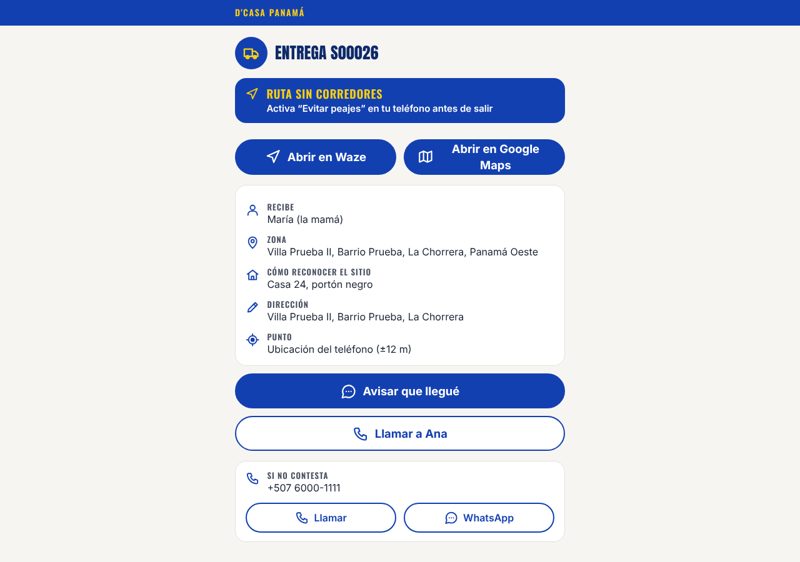 D'CASA PANAMÁ
ENTREGA S00026
RUTA SIN CORREDORES
Activa “Evitar peajes” en tu teléfono antes de salir
Abrir en Waze
Abrir en Google
Maps
RECIBE
María (la mamá)
ZONA
Villa Prueba II, Barrio Prueba, La Chorrera, Panamá Oeste
CÓMO RECONOCER EL SITIO
Casa 24, portón negro
DIRECCIÓN
Villa Prueba II, Barrio Prueba, La Chorrera
PUNTO
Ubicación del teléfono (±12 m)
Avisar que llegué
Llamar a Ana
SI NO CONTESTA
+507 6000-1111
Llamar
WhatsApp